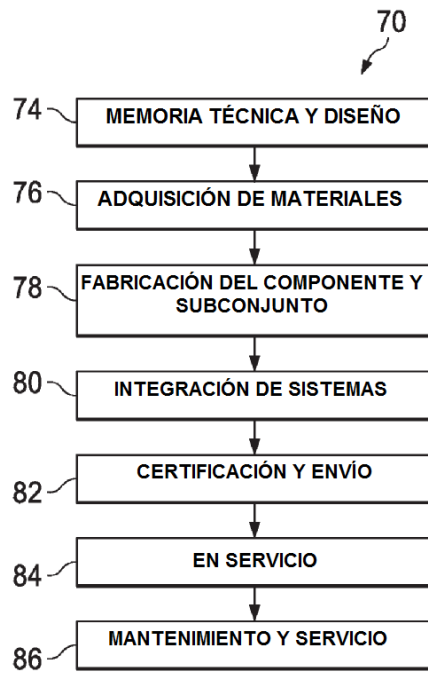 70
74
MEMORIA TÉCNICA Y DISEÑO
76
ADQUISICIÓN DE MATERIALES
78
FABRICACIÓN DEL COMPONENTE Y
SUBCONJUNTO
80
INTEGRACIÓN DE SISTEMAS
82
CERTIFICACIÓN Y ENVÍO
84
EN SERVICIO
86
MANTENIMIENTO Y SERVICIO